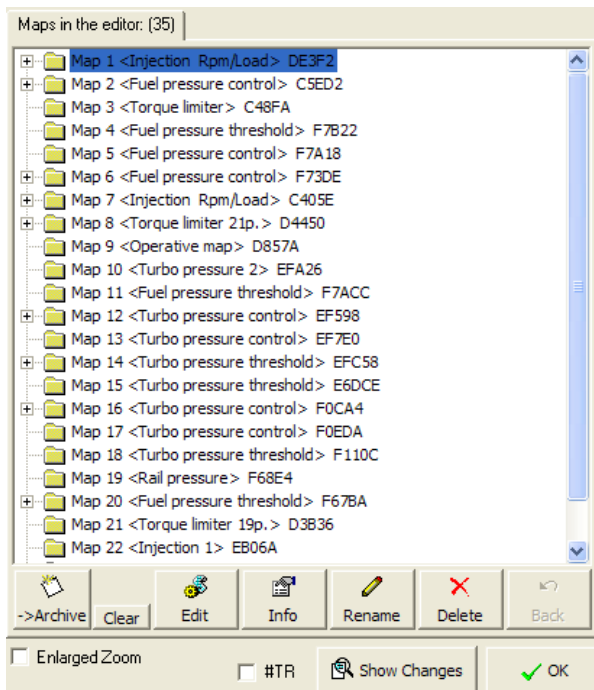 Maps in the editor: (35)
Map 1 <Injection Rpm/Load> DE3F2
Map 2 <Fuel pressure control> C5ED2
Map 3 <Torque limiter> C48FA
Map 4 <Fuel pressure threshold> F7B22
Map 5 <Fuel pressure control> F7A18
Map 6 <Fuel pressure control> F73DE
Map 7 <Injection Rpm/Load> C405E
Map 8 <Torque limiter 21p.> D4450
Map 9 <Operative map> D857A
Map 10 <Turbo pressure 2> EFA26
Map 11 <Fuel pressure threshold> F7ACC
Map 12 <Turbo pressure control> EF598
Map 13 <Turbo pressure control> EF7E0
Map 14 <Turbo pressure threshold> EFC58
Map 15 <Turbo pressure threshold> E6DCE
Map 16 <Turbo pressure control> F0CA4
Map 17 <Turbo pressure control> F0EDA
Map 18 <Turbo pressure threshold> F110C
Map 19 <Rail pressure> F68E4
Map 20 <Fuel pressure threshold> F67BA
Map 21 <Torque limiter 19p.> D3B36
Map 22 <Injection 1> EB06A
->Archive Clear Edit Info Rename Delete Back
Enlarged Zoom
#TR Show Changes OK